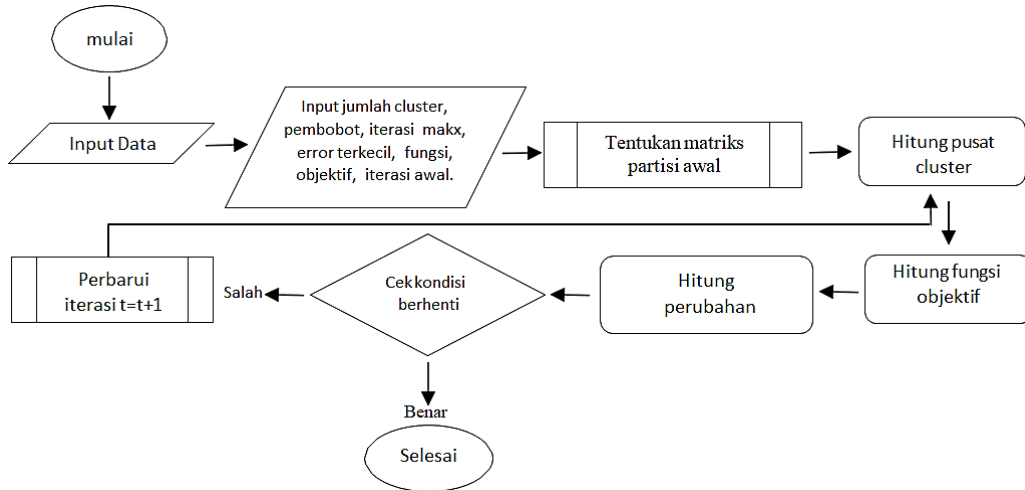 mulai
Input Data
Input jumlah cluster,
pembobot, iterasi makx,
error terkecil, fungsi,
objektif, iterasi awal.
Tentukan matriks
partisi awal
Hitung pusat
cluster
Hitung fungsi
objektif
Hitung
perubahan
Cek kondisi
berhenti
Salah
Perbarui
iterasi t=t+1
Benar
Selesai